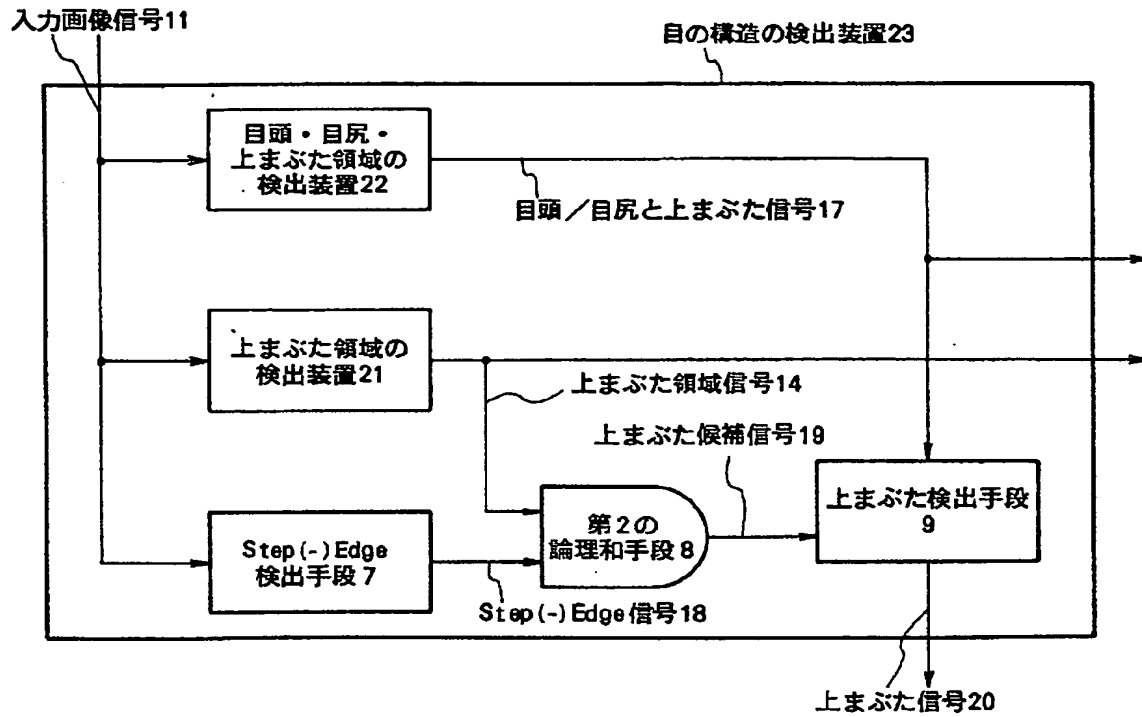 入力画像信号11
目の構造の検出装置23
目頭・目尻・
上まぶた領域の
検出装置22
目頭／目尻と上まぶた信号17
上まぶた領域の
検出装置21
上まぶた領域信号14
上まぶた候補信号19
上まぶた検出手段
9
第2の
論理和手段8
Step(-)Edge
検出手段7
Step(-)Edge信号18
上まぶた信号20